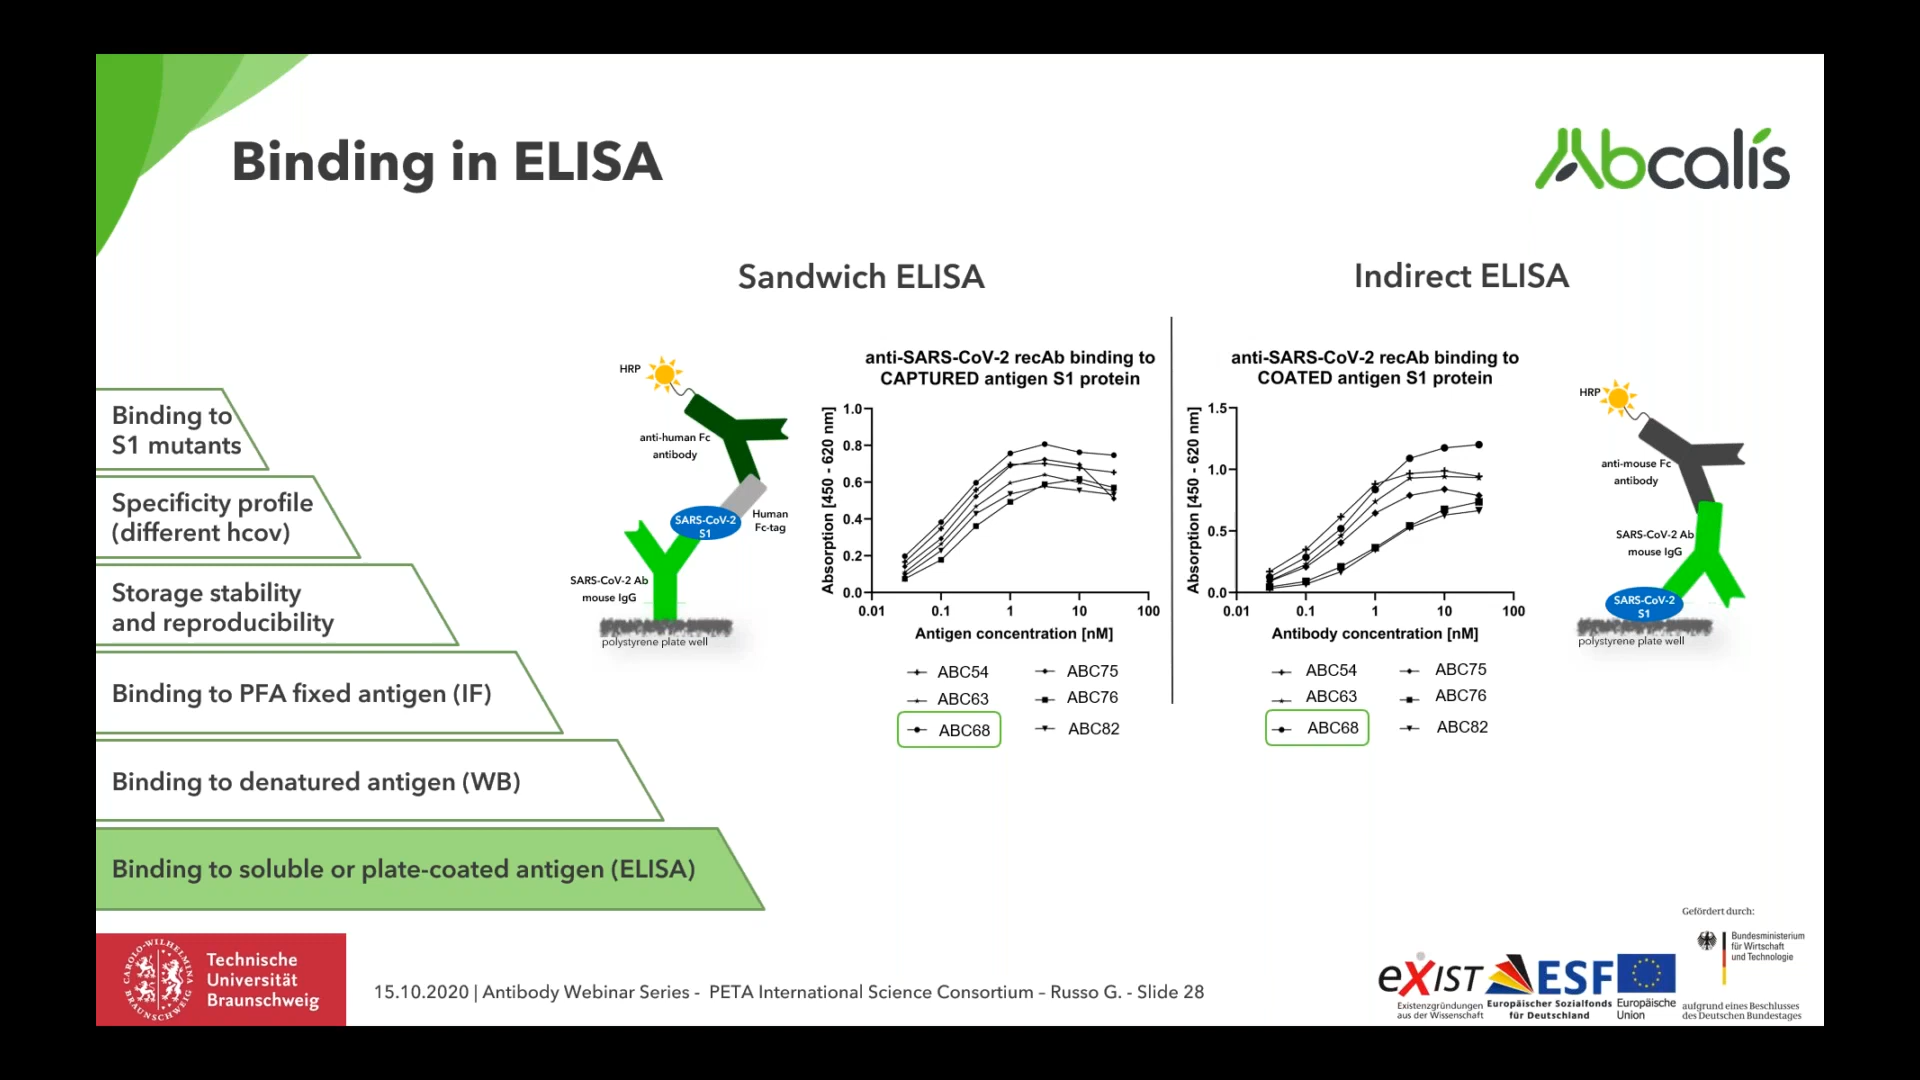 Binding in ELISA
Abcalis
Sandwich ELISA
Indirect ELISA
HRP
anti-human Fc
antibody
SARS-CoV-2
S1
Human
Fc-tag
SARS-CoV-2 Ab
mouse IgG
polystyrene plate well
anti-SARS-CoV-2 recAb binding to
CAPTURED antigen S1 protein
Absorption [450 - 620 nm]
1.0
0.8
0.6
0.4
0.2
0.0
0.01 0.1 1 10 100
Antigen concentration [nM]
ABC54 ABC75
ABC63 ABC76
ABC68 ABC82
anti-SARS-CoV-2 recAb binding to
COATED antigen S1 protein
Absorption [450 - 620 nm]
1.5
1.0
0.5
0.0
0.01 0.1 1 10 100
Antibody concentration [nM]
ABC54 ABC75
ABC63 ABC76
ABC68 ABC82
HRP
anti-mouse Fc
antibody
SARS-CoV-2 Ab
mouse IgG
SARS-CoV-2
S1
polystyrene plate well
Binding to
S1 mutants
Specificity profile
(different hcov)
Storage stability
and reproducibility
Binding to PFA fixed antigen (IF)
Binding to denatured antigen (WB)
Binding to soluble or plate-coated antigen (ELISA)
CAROLO-WILHELMINA
BRAUNSCHWEIG
Technische
Universität
Braunschweig
15.10.2020 | Antibody Webinar Series - PETA International Science Consortium – Russo G. - Slide 28
eXIST
Existenzgründungen
aus der Wissenschaft
ESF
Europäischer Sozialfonds
für Deutschland
Europäische
Union
Gefördert durch:
Bundesministerium
für Wirtschaft
und Technologie
aufgrund eines Beschlusses
des Deutschen Bundestages